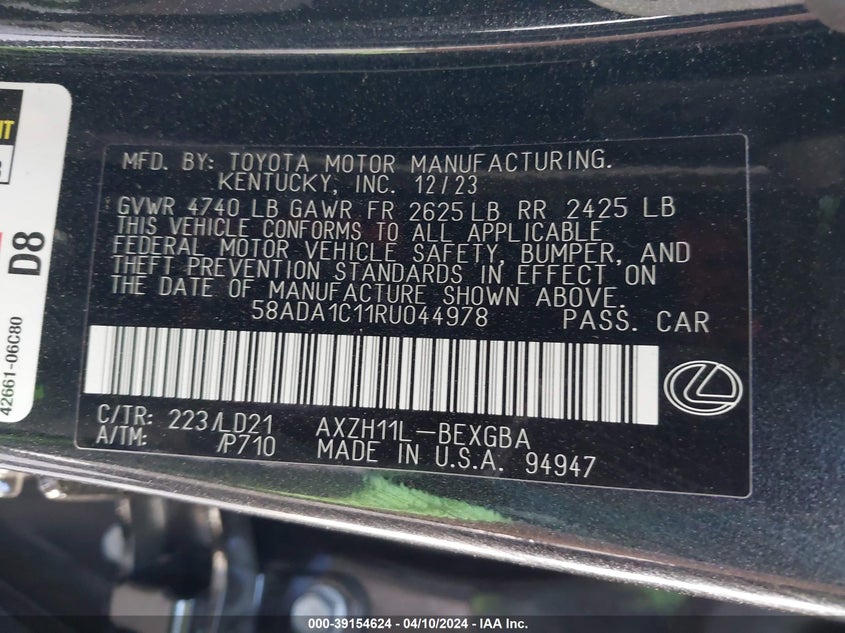 MFD. BY: TOYOTA MOTOR MANUFACTURING.
KENTUCKY, INC. 12/23
GVWR 4740 LB GAWR FR 2625 LB RR 2425 LB
THIS VEHICLE CONFORMS TO ALL APPLICABLE
FEDERAL MOTOR VEHICLE SAFETY, BUMPER, AND
THEFT PREVENTION STANDARDS IN EFFECT ON
THE DATE OF MANUFACTURE SHOWN ABOVE.
58ADA1C11RU044978 PASS. CAR
C/TR: 223/LD21 AXZH11L-BEXGBA
A/TM: /P710 MADE IN U.S.A. 94947
D8
42661-06C80
000-39154624 - 04/10/2024 - IAA Inc.